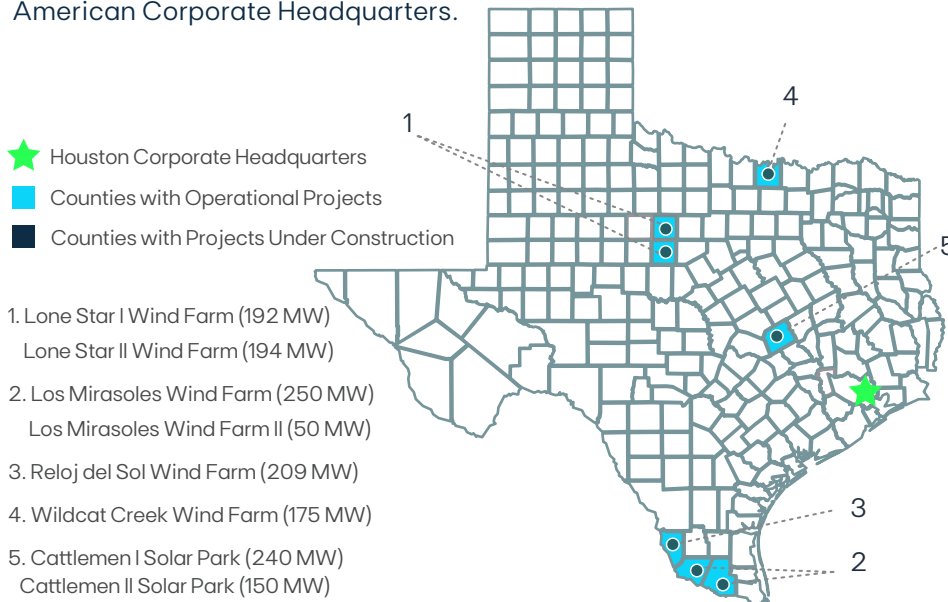 American Corporate Headquarters.
4
1
Houston Corporate Headquarters
Counties with Operational Projects
Counties with Projects Under Construction
5
1. Lone Star I Wind Farm (192 MW)
Lone Star II Wind Farm (194 MW)
2. Los Mirasoles Wind Farm (250 MW)
Los Mirasoles Wind Farm II (50 MW)
3. Reloj del Sol Wind Farm (209 MW)
4. Wildcat Creek Wind Farm (175 MW)
3
5. Cattlemen I Solar Park (240 MW)
2
Cattlemen II Solar Park (150 MW)